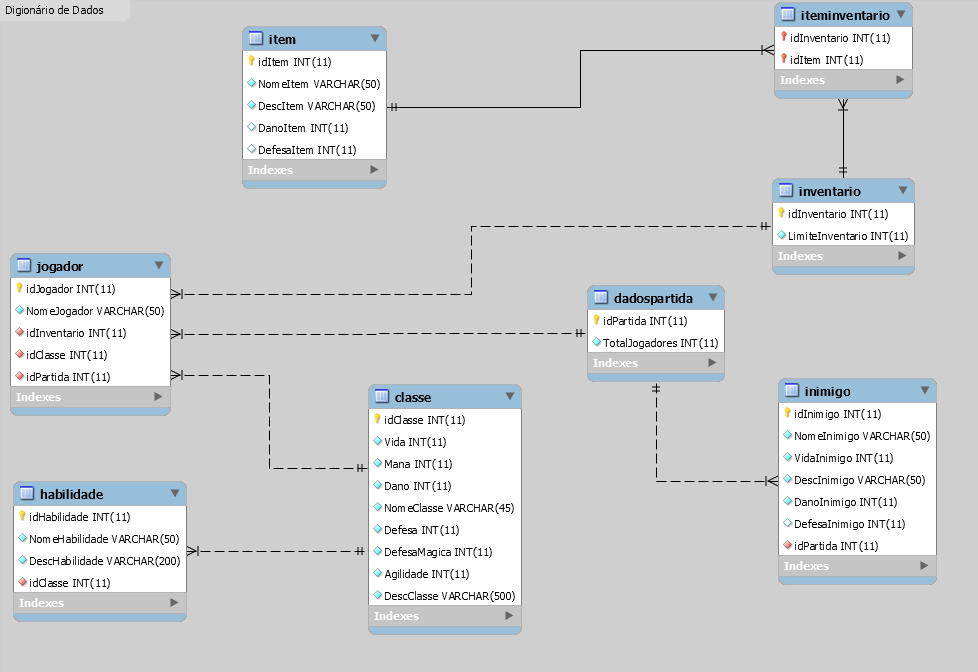 Digionário de Dados
item
idItem INT(11)
NomeItem VARCHAR(50)
DescItem VARCHAR(50)
DanoItem INT(11)
DefesaItem INT(11)
Indexes
iteminventario
idInventario INT(11)
idItem INT(11)
Indexes
inventario
idInventario INT(11)
LimiteInventario INT(11)
Indexes
jogador
idJogador INT(11)
NomeJogador VARCHAR(50)
idInventario INT(11)
idClasse INT(11)
idPartida INT(11)
Indexes
dadospartida
idPartida INT(11)
TotalJogadores INT(11)
Indexes
classe
idClasse INT(11)
Vida INT(11)
Mana INT(11)
Dano INT(11)
NomeClasse VARCHAR(45)
Defesa INT(11)
DefesaMagica INT(11)
Agilidade INT(11)
DescClasse VARCHAR(500)
Indexes
inimigo
idInimigo INT(11)
NomeInimigo VARCHAR(50)
VidaInimigo INT(11)
DescInimigo VARCHAR(50)
DanoInimigo INT(11)
DefesaInimigo INT(11)
idPartida INT(11)
Indexes
habilidade
idHabilidade INT(11)
NomeHabilidade VARCHAR(50)
DescHabilidade VARCHAR(200)
idClasse INT(11)
Indexes